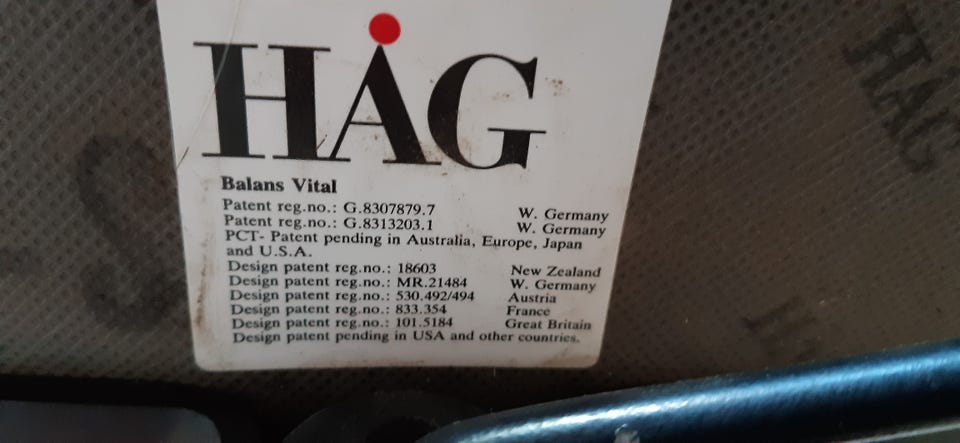 HÅG
HÅG
Balans Vital
Patent reg.no.: G.8307879.7 W. Germany
Patent reg.no.: G.8313203.1 W. Germany
PCT- Patent pending in Australia, Europe, Japan
and U.S.A.
Design patent reg.no.: 18603 New Zealand
Design patent reg.no.: MR.21484 W. Germany
Design patent reg.no.: 530.492/494 Austria
Design patent reg.no.: 833.354 France
Design patent reg.no.: 101.5184 Great Britain
Design patent pending in USA and other countries.